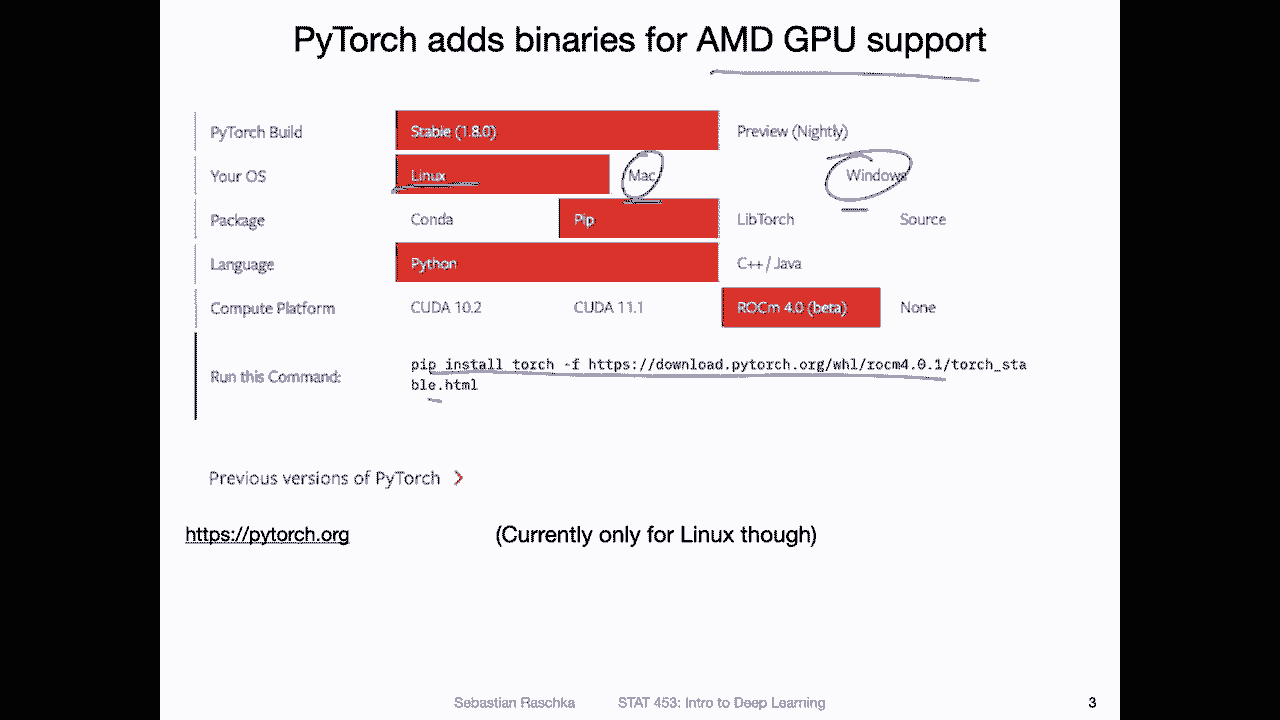 PyTorch adds binaries for AMD GPU support
PyTorch Build Stable (1.8.0) Preview (Nightly)
Your OS Linux Mac Windows
Package Conda Pip LibTorch Source
Language Python C++ / Java
Compute Platform CUDA 10.2 CUDA 11.1 ROCm 4.0 (beta) None
Run this Command: pip install torch -f https://download.pytorch.org/whl/rocm4.0.1/torch_sta
ble.html
Previous versions of PyTorch >
https://pytorch.org (Currently only for Linux though)
Sebastian Raschka STAT 453: Intro to Deep Learning 3